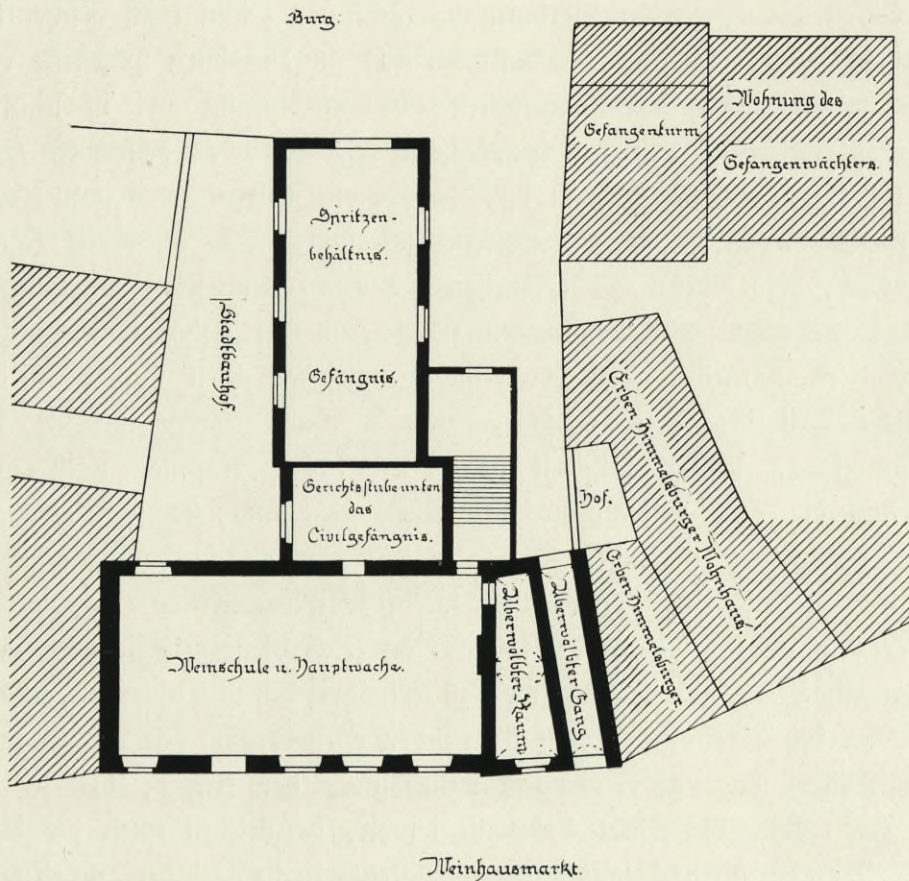 Burg.
Wohnung des
Gefangenturm
Gefangenwächters.
Spritzen-
behältnis.
Stadtbauhof.
Gefängnis.
Erben Himmelsburger Wohnhaus.
Gerichtsstube unten
das
Civilgefängnis.
Hof.
Erben Himmelsburger.
Weinschule u. Hauptwache.
Überwölbter-Raum
Überwölbter Gang
Weinhausmarkt.